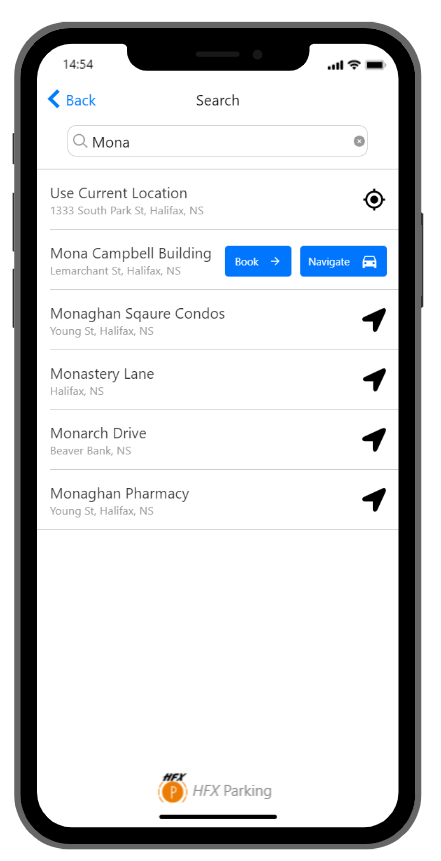 14:54
Back
Search
Mona
Use Current Location
1333 South Park St, Halifax, NS
Mona Campbell Building
Lemarchant St, Halifax, NS
Book
Navigate
Monaghan Sqaure Condos
Young St, Halifax, NS
Monastery Lane
Halifax, NS
Monarch Drive
Beaver Bank, NS
Monaghan Pharmacy
Young St, Halifax, NS
HFX
P
HFX Parking